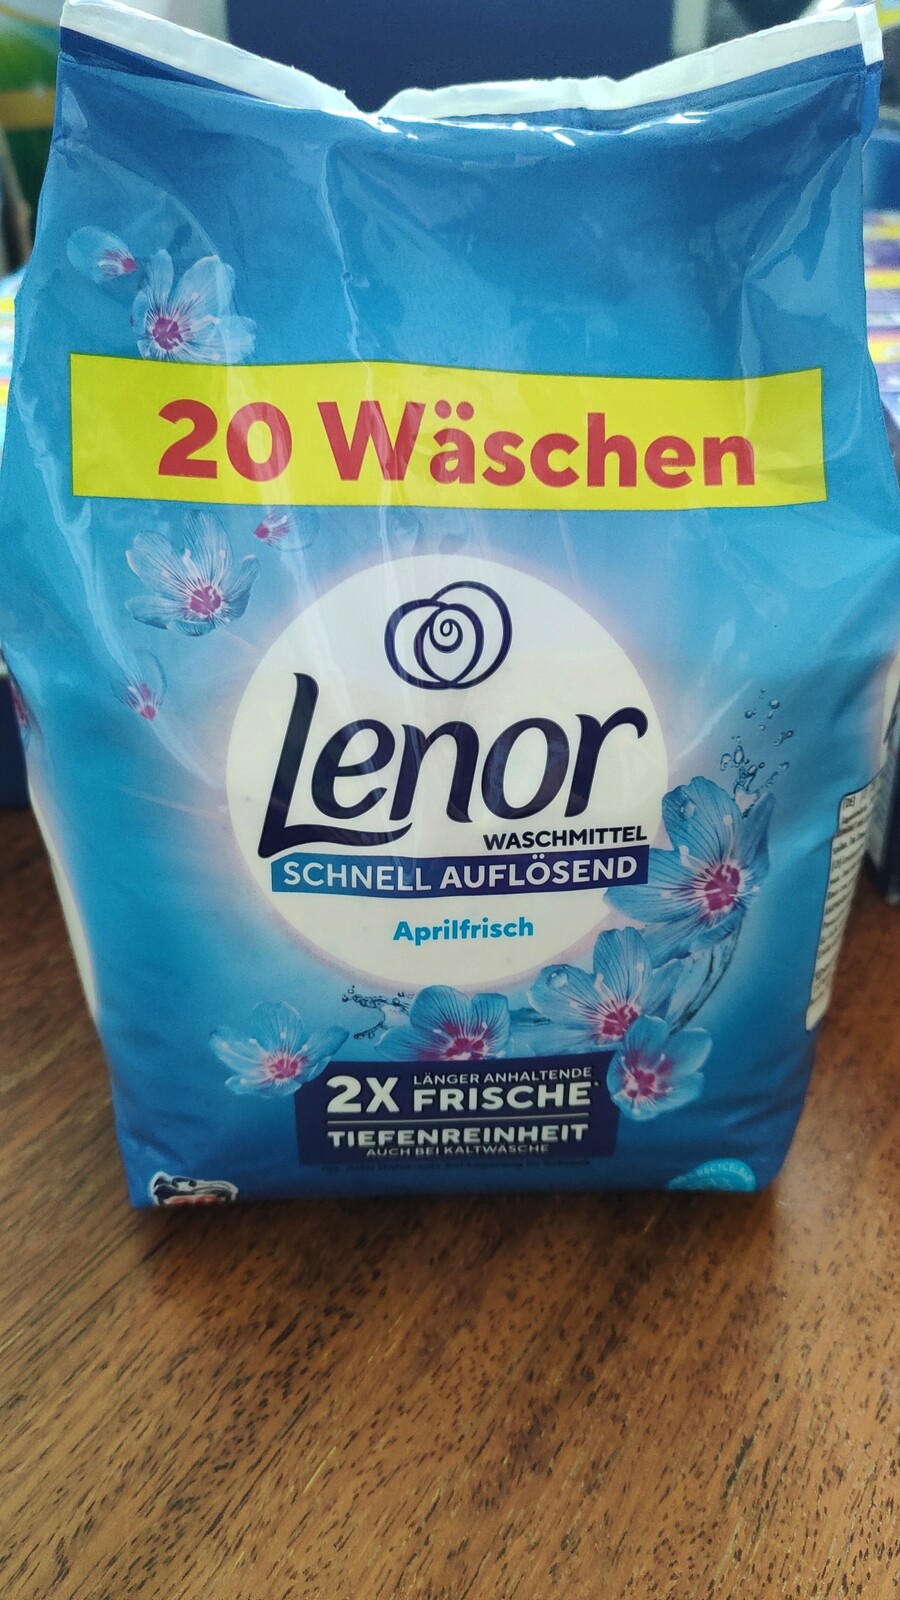 20 Wäschen
Lenor
WASCHMITTEL
SCHNELL AUFLÖSEND
Aprilfrisch
2X LÄNGER ANHALTENDE
FRISCHE*
TIEFENREINHEIT
AUCH BEI KALTWÄSCHE